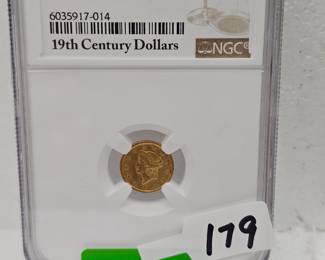 6035917-014
19th Century Dollars
NGC
179